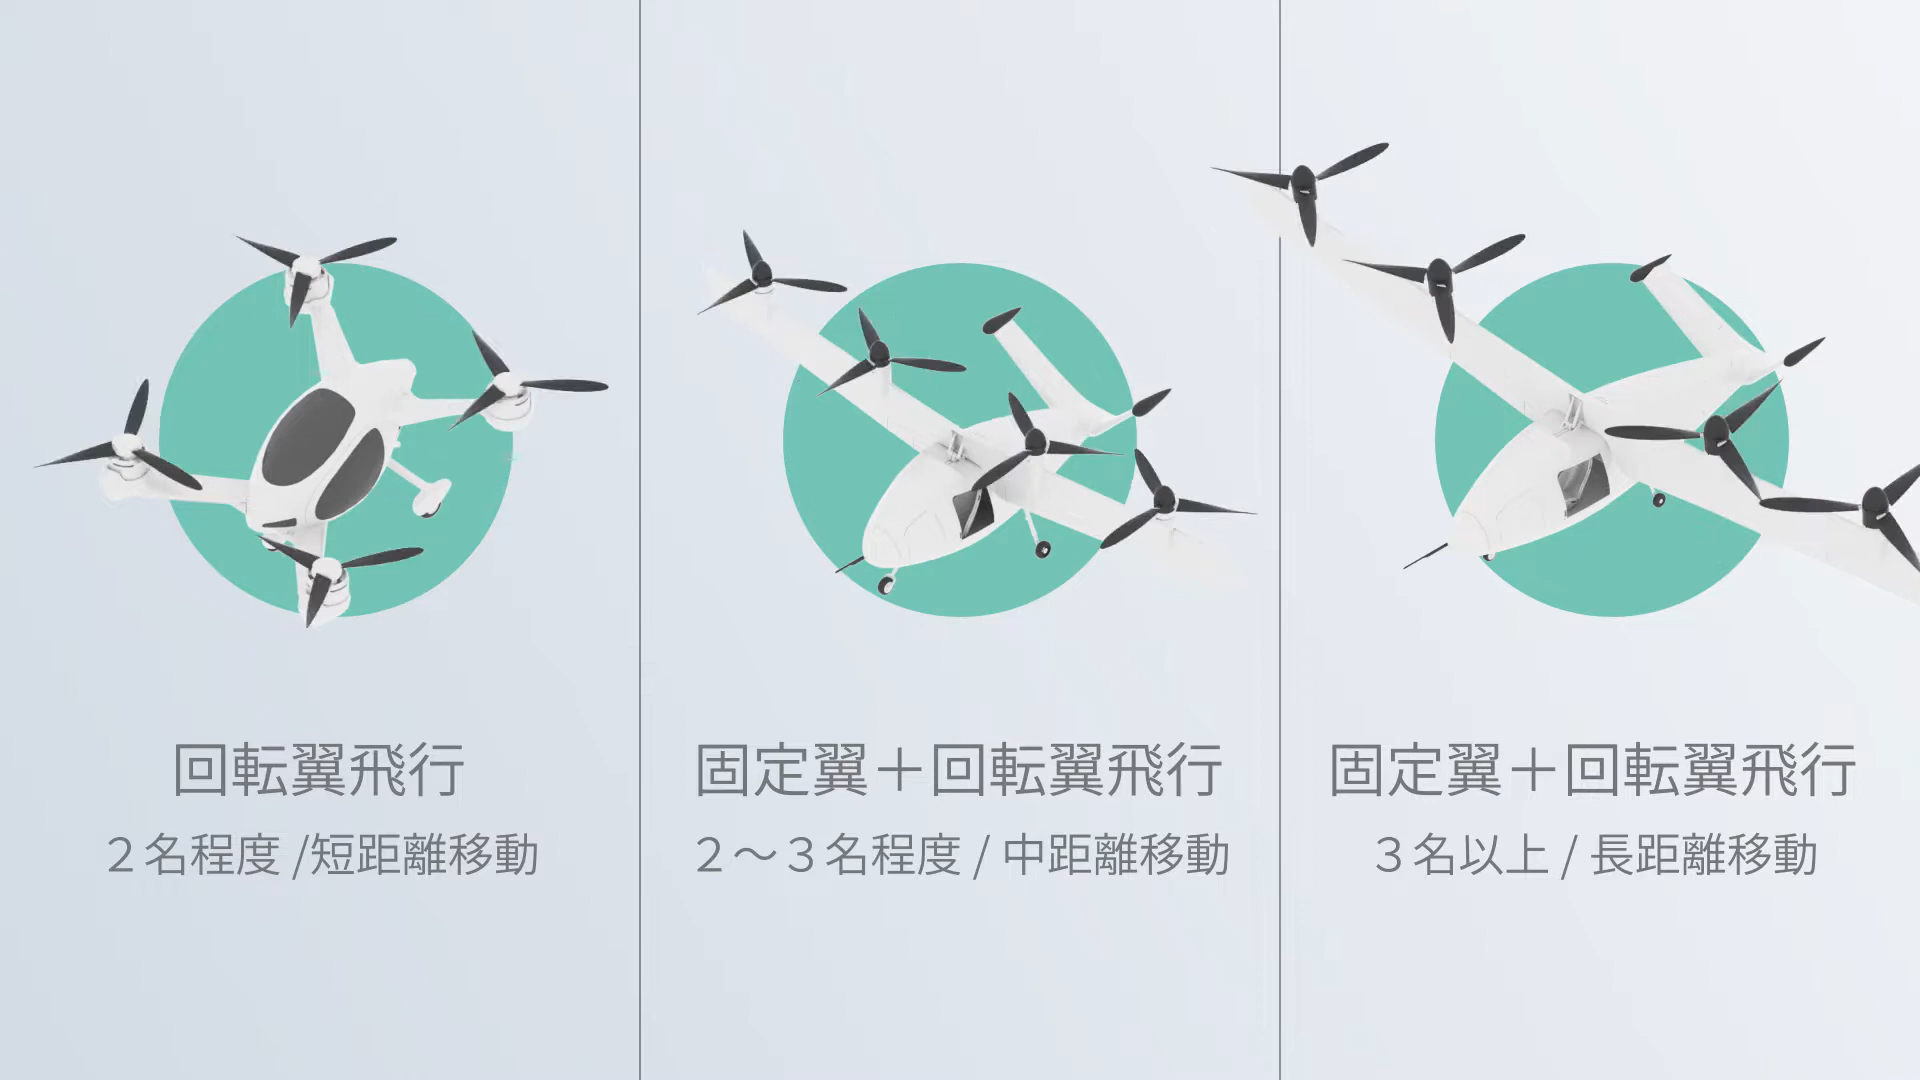 回転翼飛行
２名程度 /短距離移動
固定翼＋回転翼飛行
２～３名程度 / 中距離移動
固定翼＋回転翼飛行
３名以上 / 長距離移動